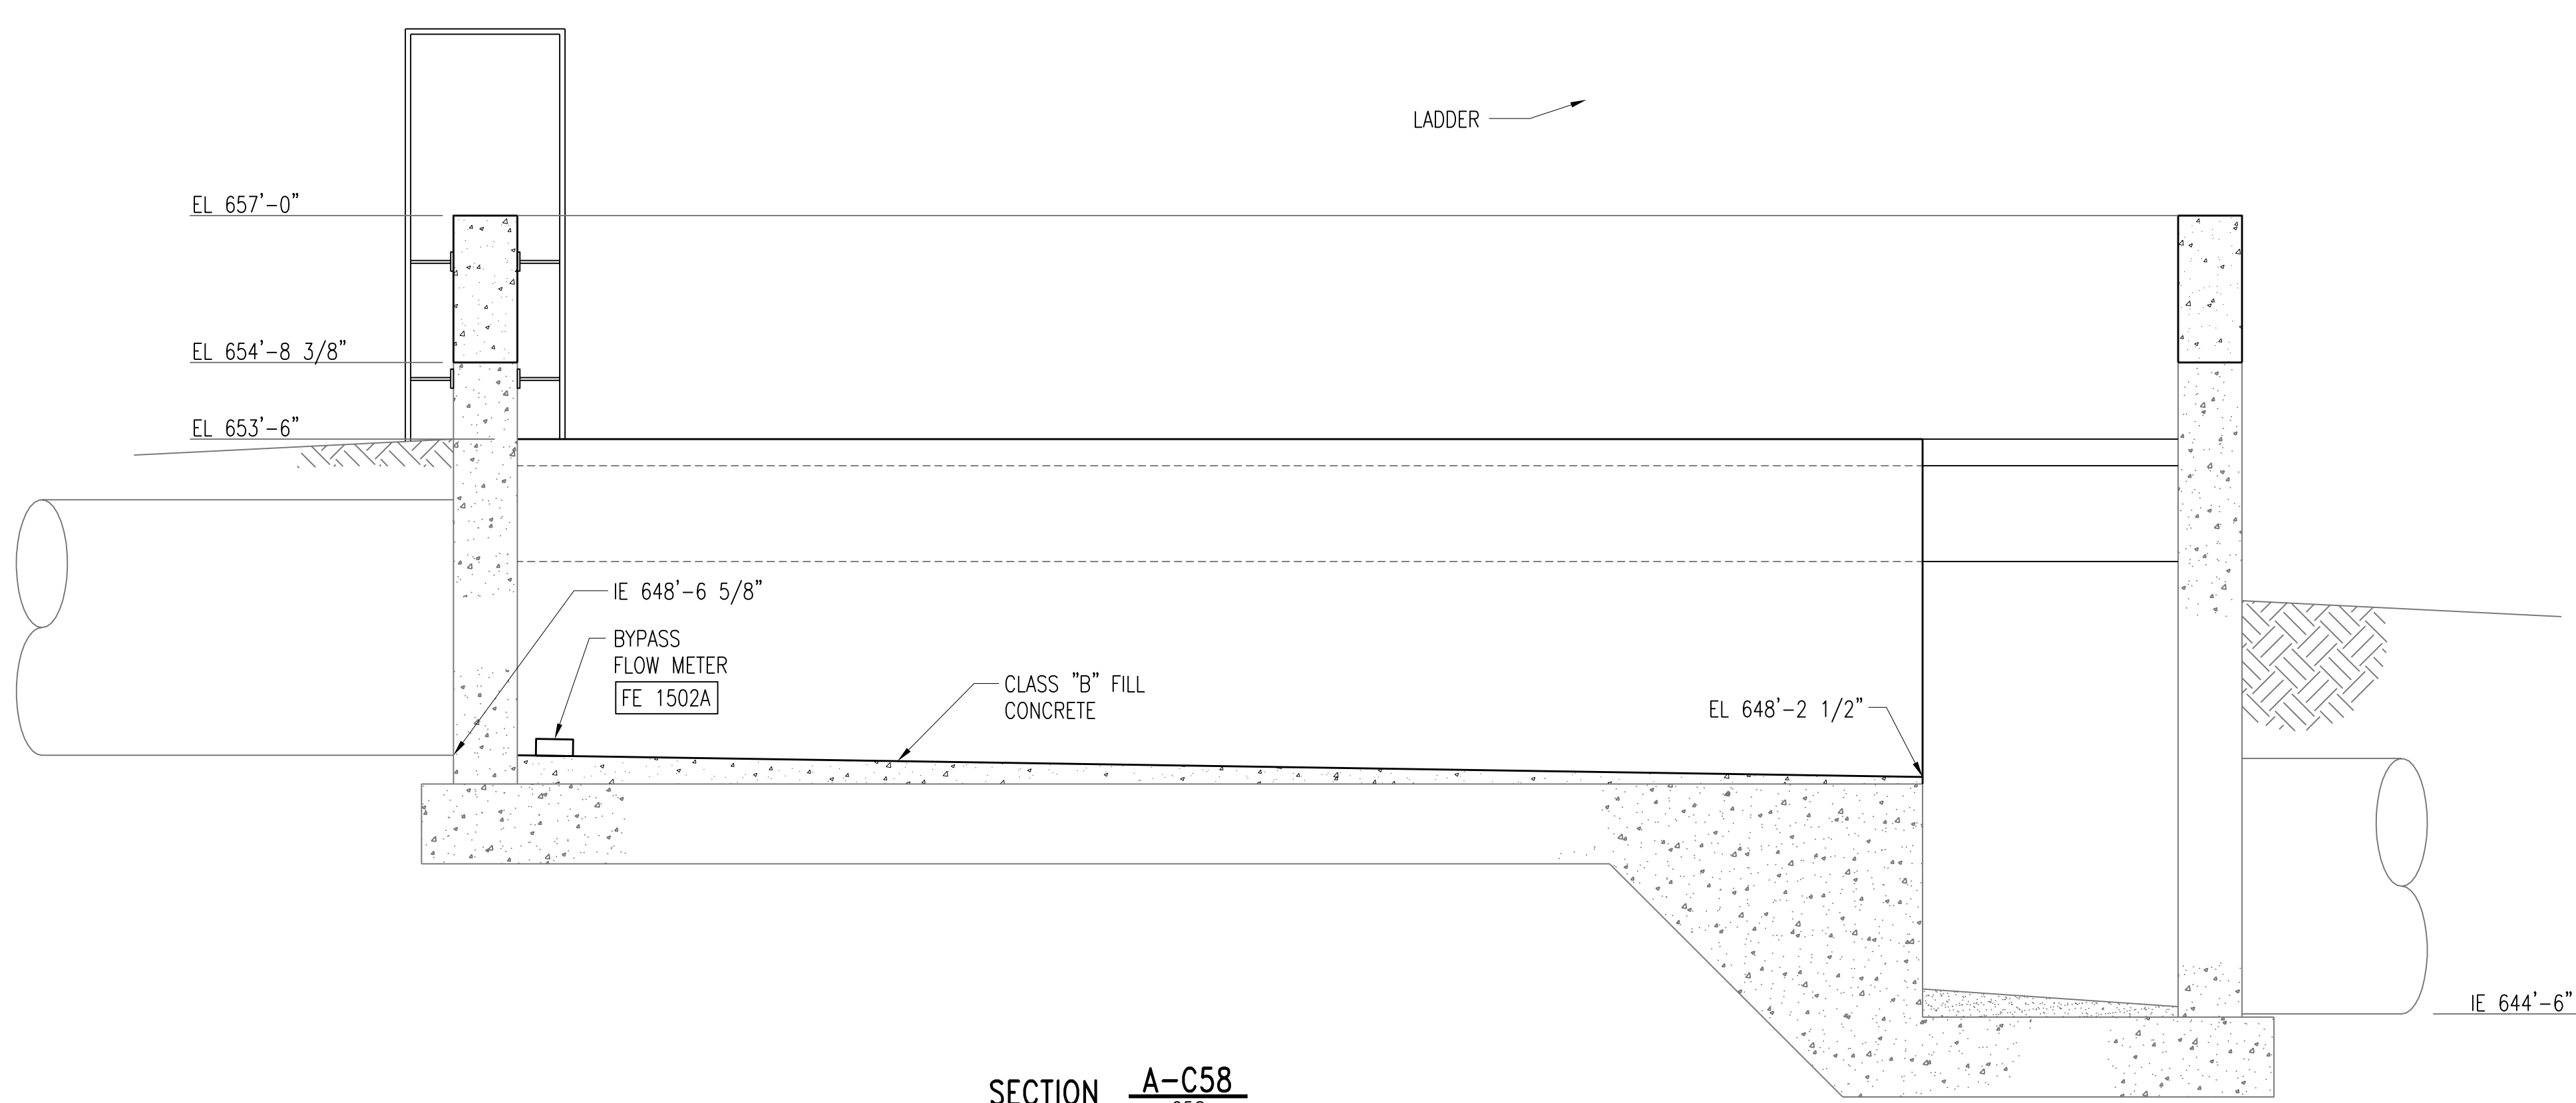 LADDER
EL 657'-0"
EL 654'-8 3/8"
EL 653'-6"
IE 648'-6 5/8"
BYPASS
FLOW METER
FE 1502A
CLASS "B" FILL
CONCRETE
EL 648'-2 1/2"
IE 644'-6"
SECTION A-C58